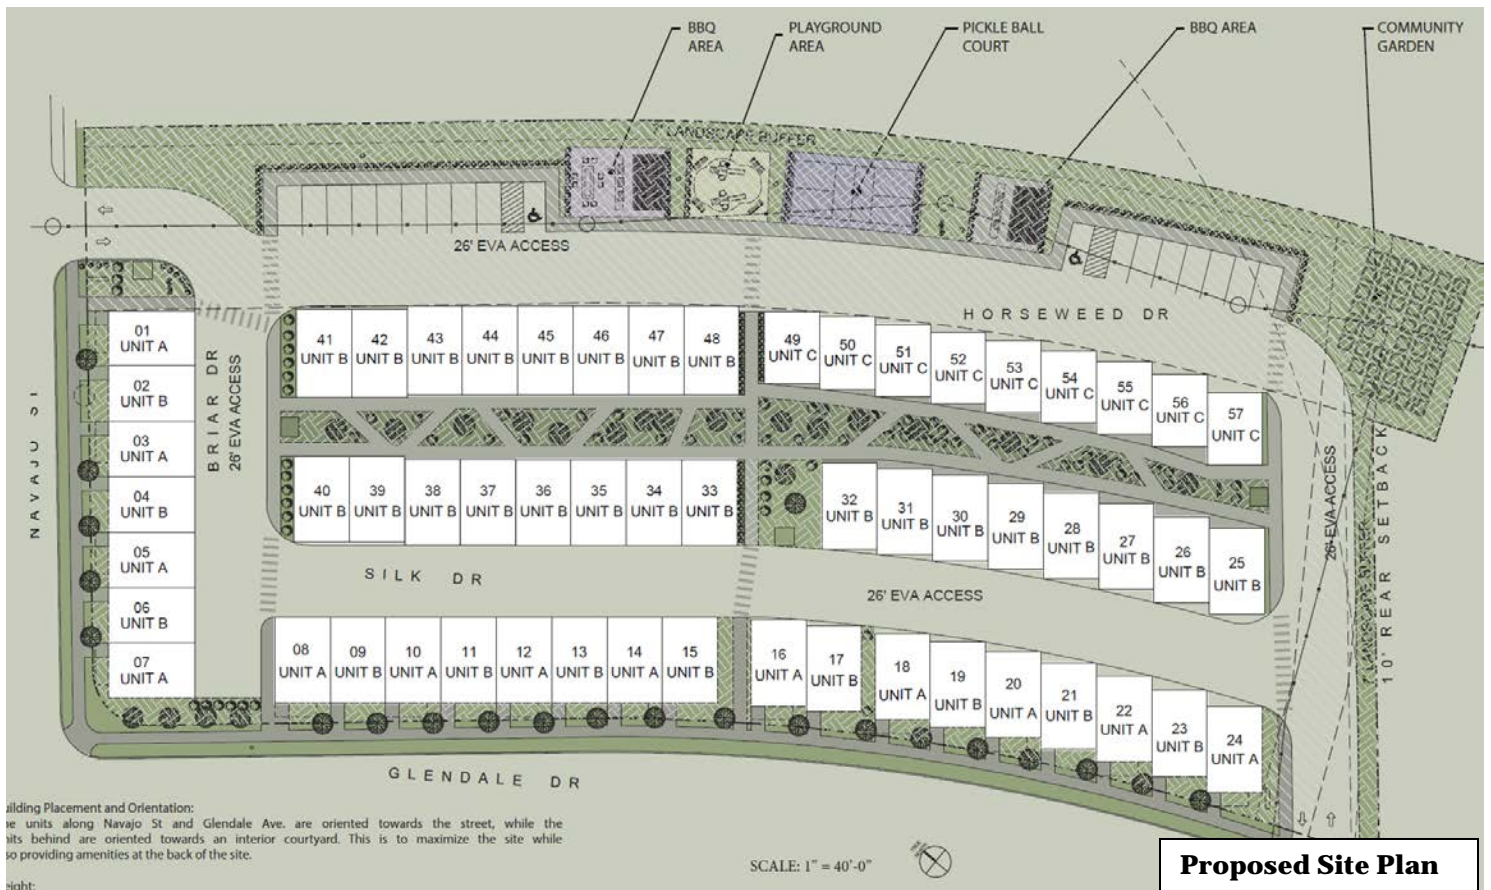 BBQ
AREA
PLAYGROUND
AREA
PICKLE BALL
COURT
BBQ AREA
COMMUNITY
GARDEN
7' LANDSCAPE BUFFER
26' EVA ACCESS
HORSEWEED DR
NAVAJO ST
BRIAR DR
26' EVA ACCESS
01
UNIT A
02
UNIT B
03
UNIT A
04
UNIT B
05
UNIT A
06
UNIT B
07
UNIT A
41
UNIT B
42
UNIT B
43
UNIT B
44
UNIT B
45
UNIT B
46
UNIT B
47
UNIT B
48
UNIT B
49
UNIT C
50
UNIT C
51
UNIT C
52
UNIT C
53
UNIT C
54
UNIT C
55
UNIT C
56
UNIT C
57
UNIT C
40
UNIT B
39
UNIT B
38
UNIT B
37
UNIT B
36
UNIT B
35
UNIT B
34
UNIT B
33
UNIT B
32
UNIT B
31
UNIT B
30
UNIT B
29
UNIT B
28
UNIT B
27
UNIT B
26
UNIT B
25
UNIT B
26' EVA ACCESS
7' LANDSCAPE BUFFER
10' REAR SETBACK
SILK DR
26' EVA ACCESS
08
UNIT A
09
UNIT B
10
UNIT A
11
UNIT B
12
UNIT A
13
UNIT B
14
UNIT A
15
UNIT B
16
UNIT A
17
UNIT B
18
UNIT A
19
UNIT B
20
UNIT A
21
UNIT B
22
UNIT A
23
UNIT B
24
UNIT A
GLENDALE DR
uilding Placement and Orientation:
he units along Navajo St and Glendale Ave. are oriented towards the street, while the
nits behind are oriented towards an interior courtyard. This is to maximize the site while
so providing amenities at the back of the site.
eight:
SCALE: 1" = 40'-0"
Proposed Site Plan